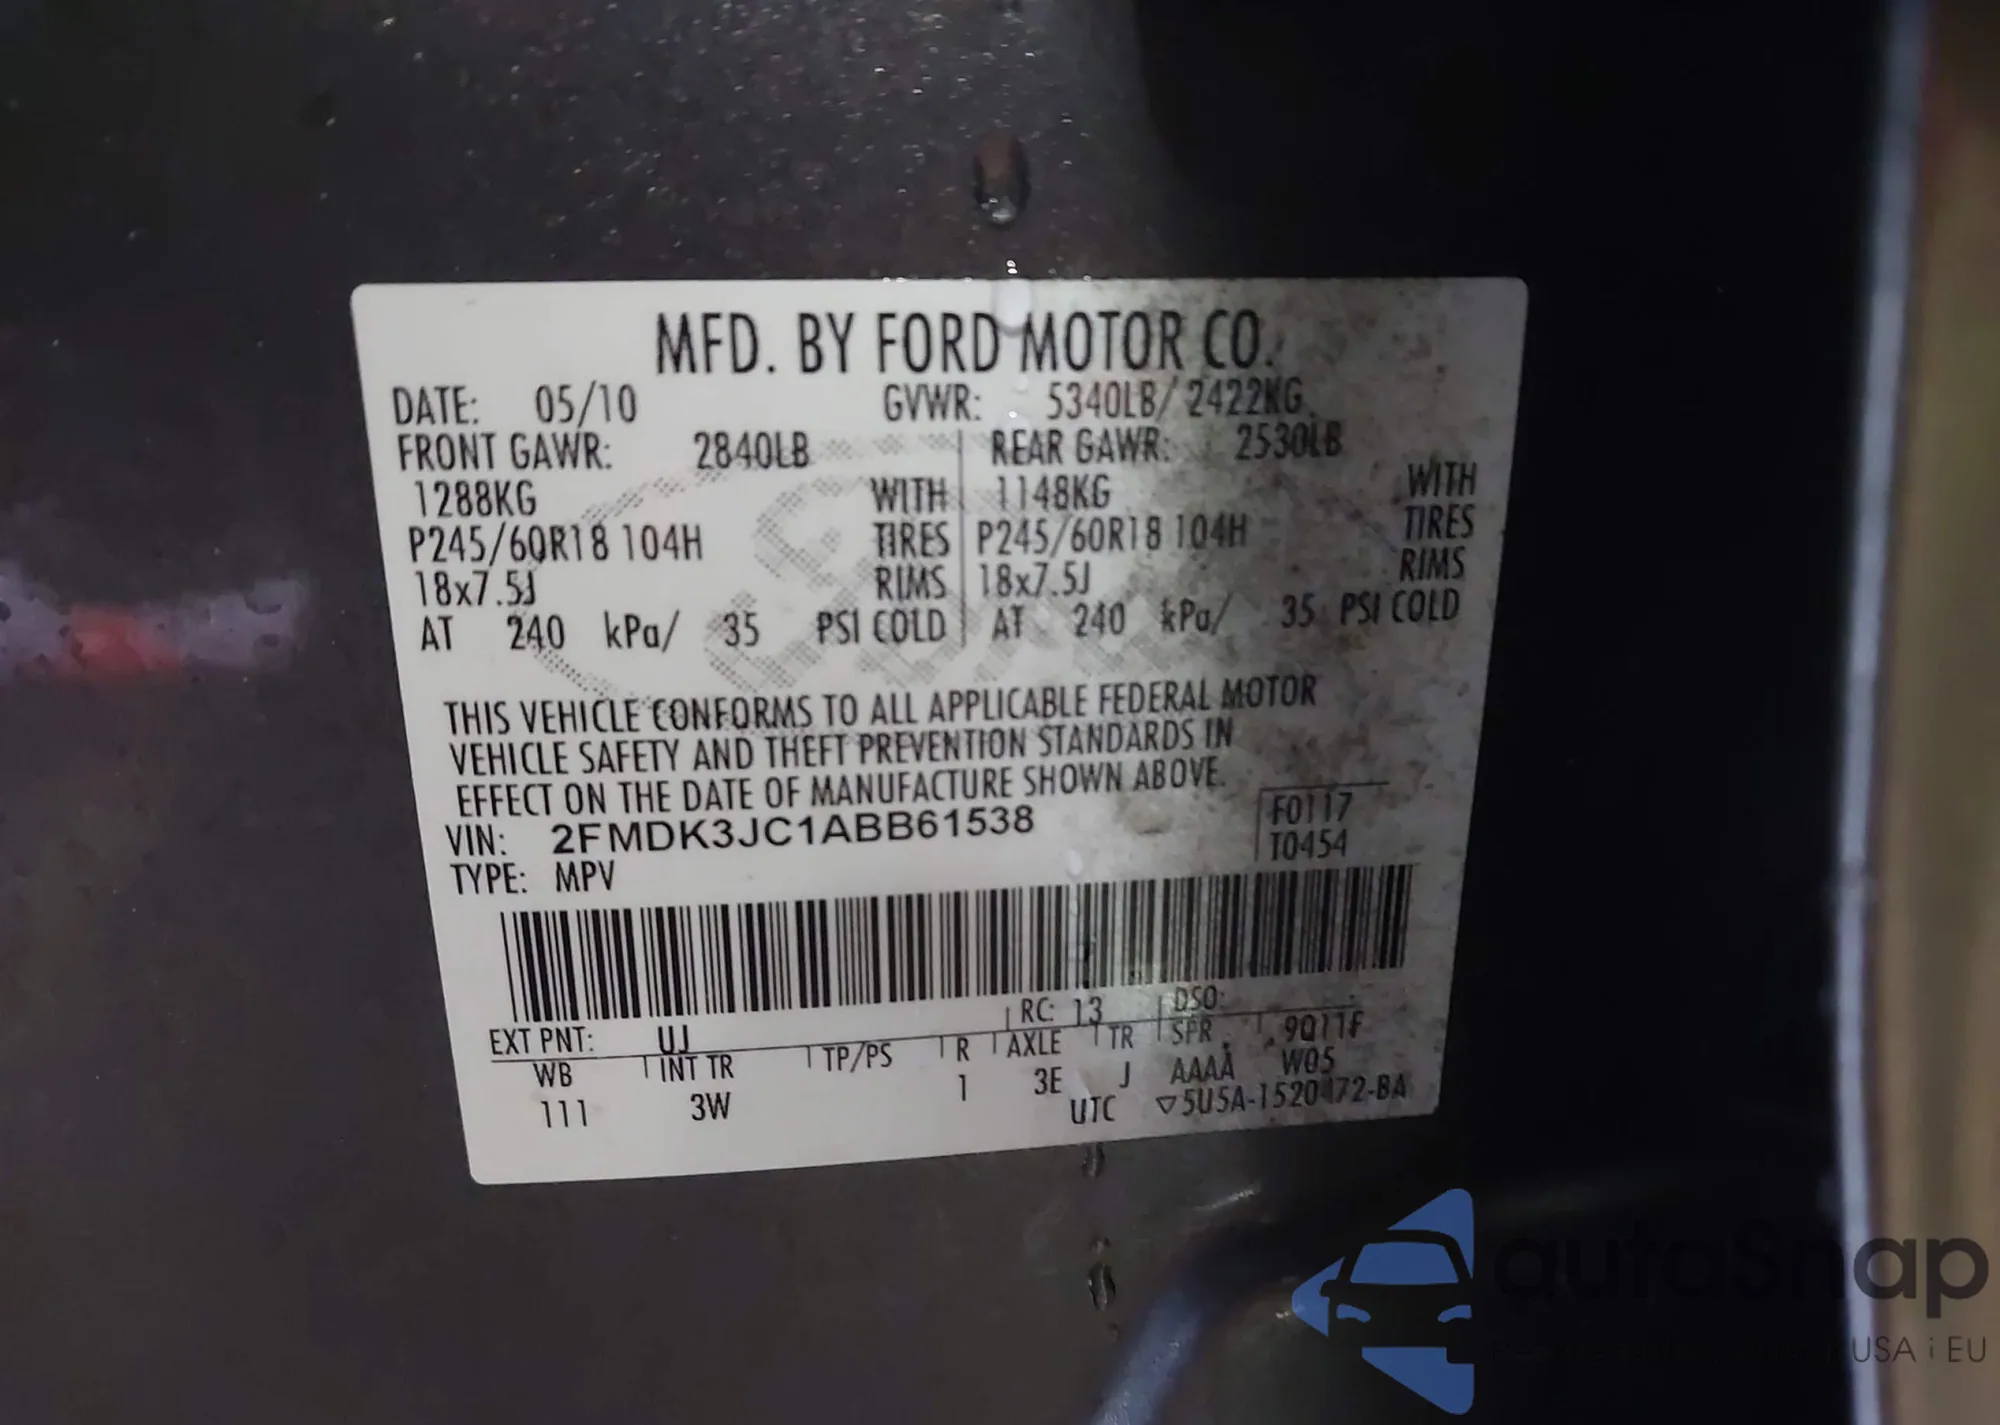 MFD. BY FORD MOTOR CO.
DATE: 05/10 GVWR: 5340LB/ 2422KG
FRONT GAWR: 2840LB REAR GAWR: 2530LB
1288KG WITH 1148KG WITH
P245/60R18 104H TIRES P245/60R18 104H TIRES
18x7.5J RIMS 18x7.5J RIMS
AT 240 kPa/ 35 PSI COLD AT 240 kPa/ 35 PSI COLD
THIS VEHICLE CONFORMS TO ALL APPLICABLE FEDERAL MOTOR
VEHICLE SAFETY AND THEFT PREVENTION STANDARDS IN
EFFECT ON THE DATE OF MANUFACTURE SHOWN ABOVE.
VIN: 2FMDK3JC1ABB61538 F0117
T0454
TYPE: MPV
EXT PNT: UJ RC: 13 DSO:
WB INT TR TP/PS R AXLE TR SPR 9Q11F
111 3W 1 3E J AAAA W05
UTC ▽5U5A-1520472-BA
autoSnap
USA i EU